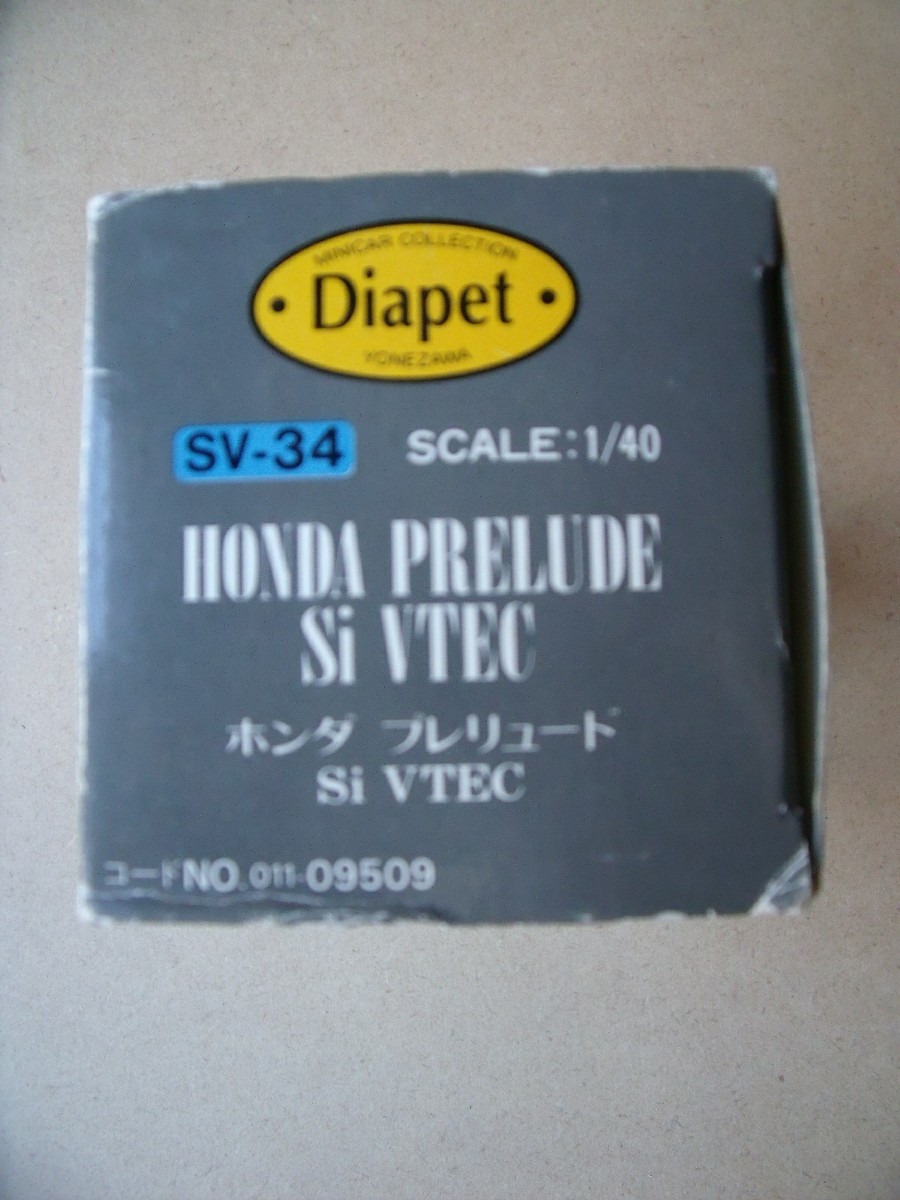 MINICAR COLLECTION
• Diapet •
YONEZAWA
SV-34 SCALE:1/40
HONDA PRELUDE
Si VTEC
ホンダ プレリュード
Si VTEC
コードNO.011-09509